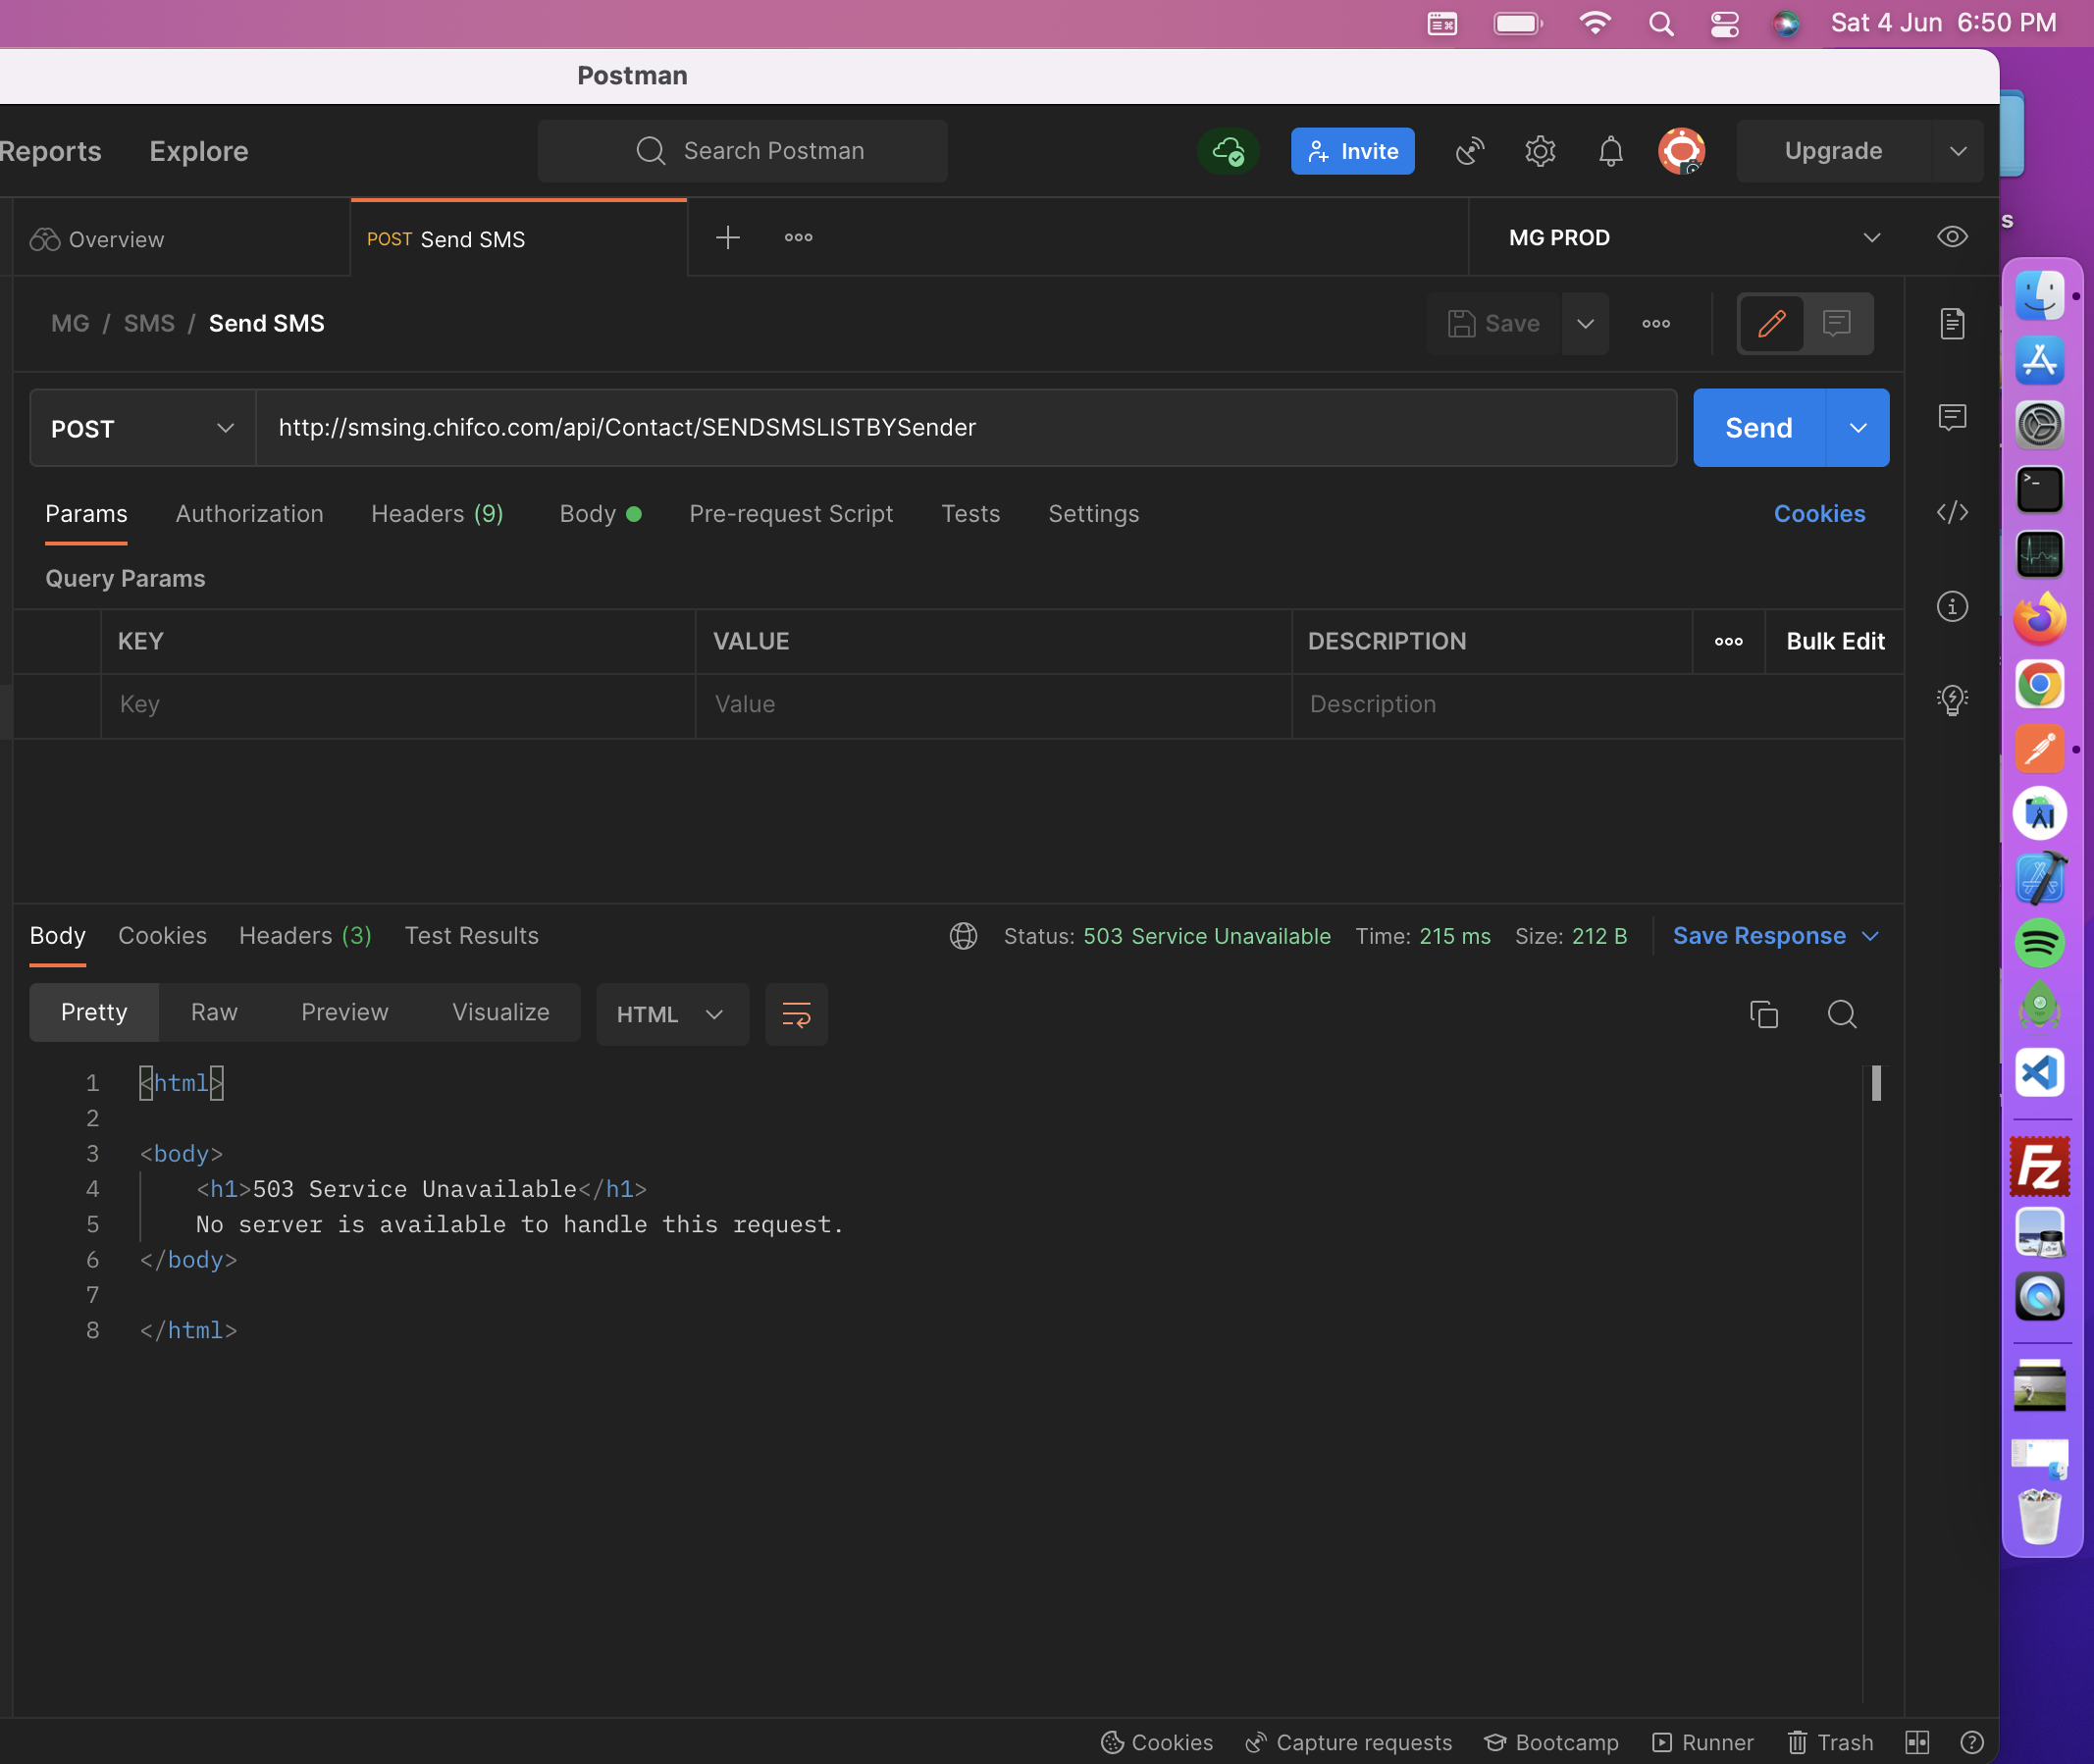 Sat 4 Jun 6:50 PM
Postman
Reports Explore Search Postman Invite Upgrade
Overview POST Send SMS MG PROD
s
MG / SMS / Send SMS Save
POST http://smsing.chifco.com/api/Contact/SENDSMSLISTBYSender Send
Params Authorization Headers (9) Body Pre-request Script Tests Settings Cookies
Query Params
KEY VALUE DESCRIPTION Bulk Edit
Key Value Description
Body Cookies Headers (3) Test Results Status: 503 Service Unavailable Time: 215 ms Size: 212 B Save Response
Pretty Raw Preview Visualize HTML
1 <html>
2
3 <body>
4 <h1>503 Service Unavailable</h1>
5 No server is available to handle this request.
6 </body>
7
8 </html>
Fz
Cookies Capture requests Bootcamp Runner Trash